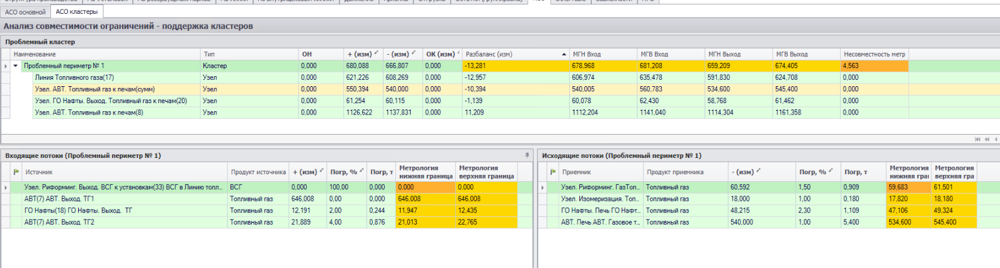 АСО основной АСО кластеры
Анализ совместимости ограничений - поддержка кластеров
Проблемный кластер
Наименование Тип ОН + (изм) - (изм) ОК (изм) Разбаланс (изм) МГН Вход МГВ Вход МГН Выход МГВ Выход Несовместность метр
Проблемный периметр № 1 Кластер 0,000 680,088 666,807 0,000 -13,281 678,968 681,208 659,209 674,405 4,563
Линия Топливного газа(17) Узел 0,000 621,226 608,269 0,000 -12,957 606,974 635,478 591,830 624,708 0,000
Узел. АВТ. Топливный газ к печам(сумм) Узел 0,000 550,394 540,000 0,000 -10,394 540,005 560,783 534,600 545,400 0,000
Узел. ГО Нафты. Выход. Топливный газ к печам(20) Узел 0,000 61,254 60,115 0,000 -1,139 60,078 62,430 58,768 61,462 0,000
Узел. АВТ. Топливный газ к печам(8) Узел 0,000 1126,622 1137,831 0,000 11,209 1112,204 1141,040 1114,304 1161,358 0,000
Входящие потоки (Проблемный периметр № 1)
Источник Продукт источника + (изм) Погр, % Погр, т Метрология нижняя граница Метрология верхняя граница
Узел. Риформинг. Выход. ВСГ к установкам(33) ВСГ в Линию топл... ВСГ 0,000 100,00 0,000 0,000 0,000
АВТ(7) АВТ. Выход. ТГ1 Топливный газ 646,008 0,00 0,000 646,008 646,008
ГО Нафты(18) ГО Нафты. Выход. ТГ Топливный газ 12,191 2,00 0,244 11,947 12,435
АВТ(7) АВТ. Выход. ТГ2 Топливный газ 21,889 4,00 0,876 21,013 22,765
Исходящие потоки (Проблемный периметр № 1)
Приемник Продукт приемника - (изм) Погр, % Погр, т Метрология нижняя гра Метрология верхняя гра
Узел. Риформинг. ГазТоп... Топливный газ 60,592 1,50 0,909 59,683 61,501
Узел. Изомеризация. Топ... Топливный газ 18,000 1,00 0,180 17,820 18,180
ГО Нафты. Печь ГО Нафт... Топливный газ 48,215 2,30 1,109 47,106 49,324
АВТ. Печь АВТ. Газовое т... Топливный газ 540,000 1,00 5,400 534,600 545,400